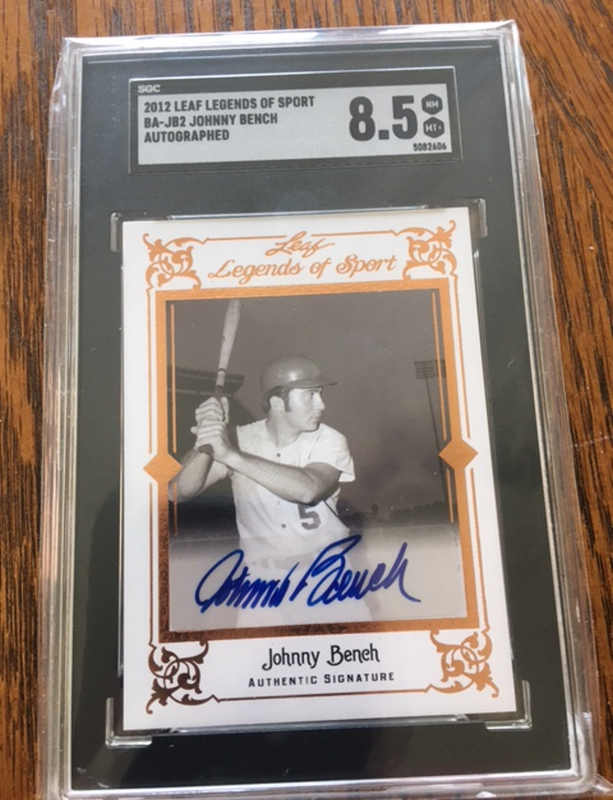 SGC
2012 LEAF LEGENDS OF SPORT
BA-JB2 JOHNNY BENCH
AUTOGRAPHED
8.5
NM
MT+
5082606
Leaf
Legends of Sport
5
Johnny Bench
Johnny Bench
AUTHENTIC SIGNATURE